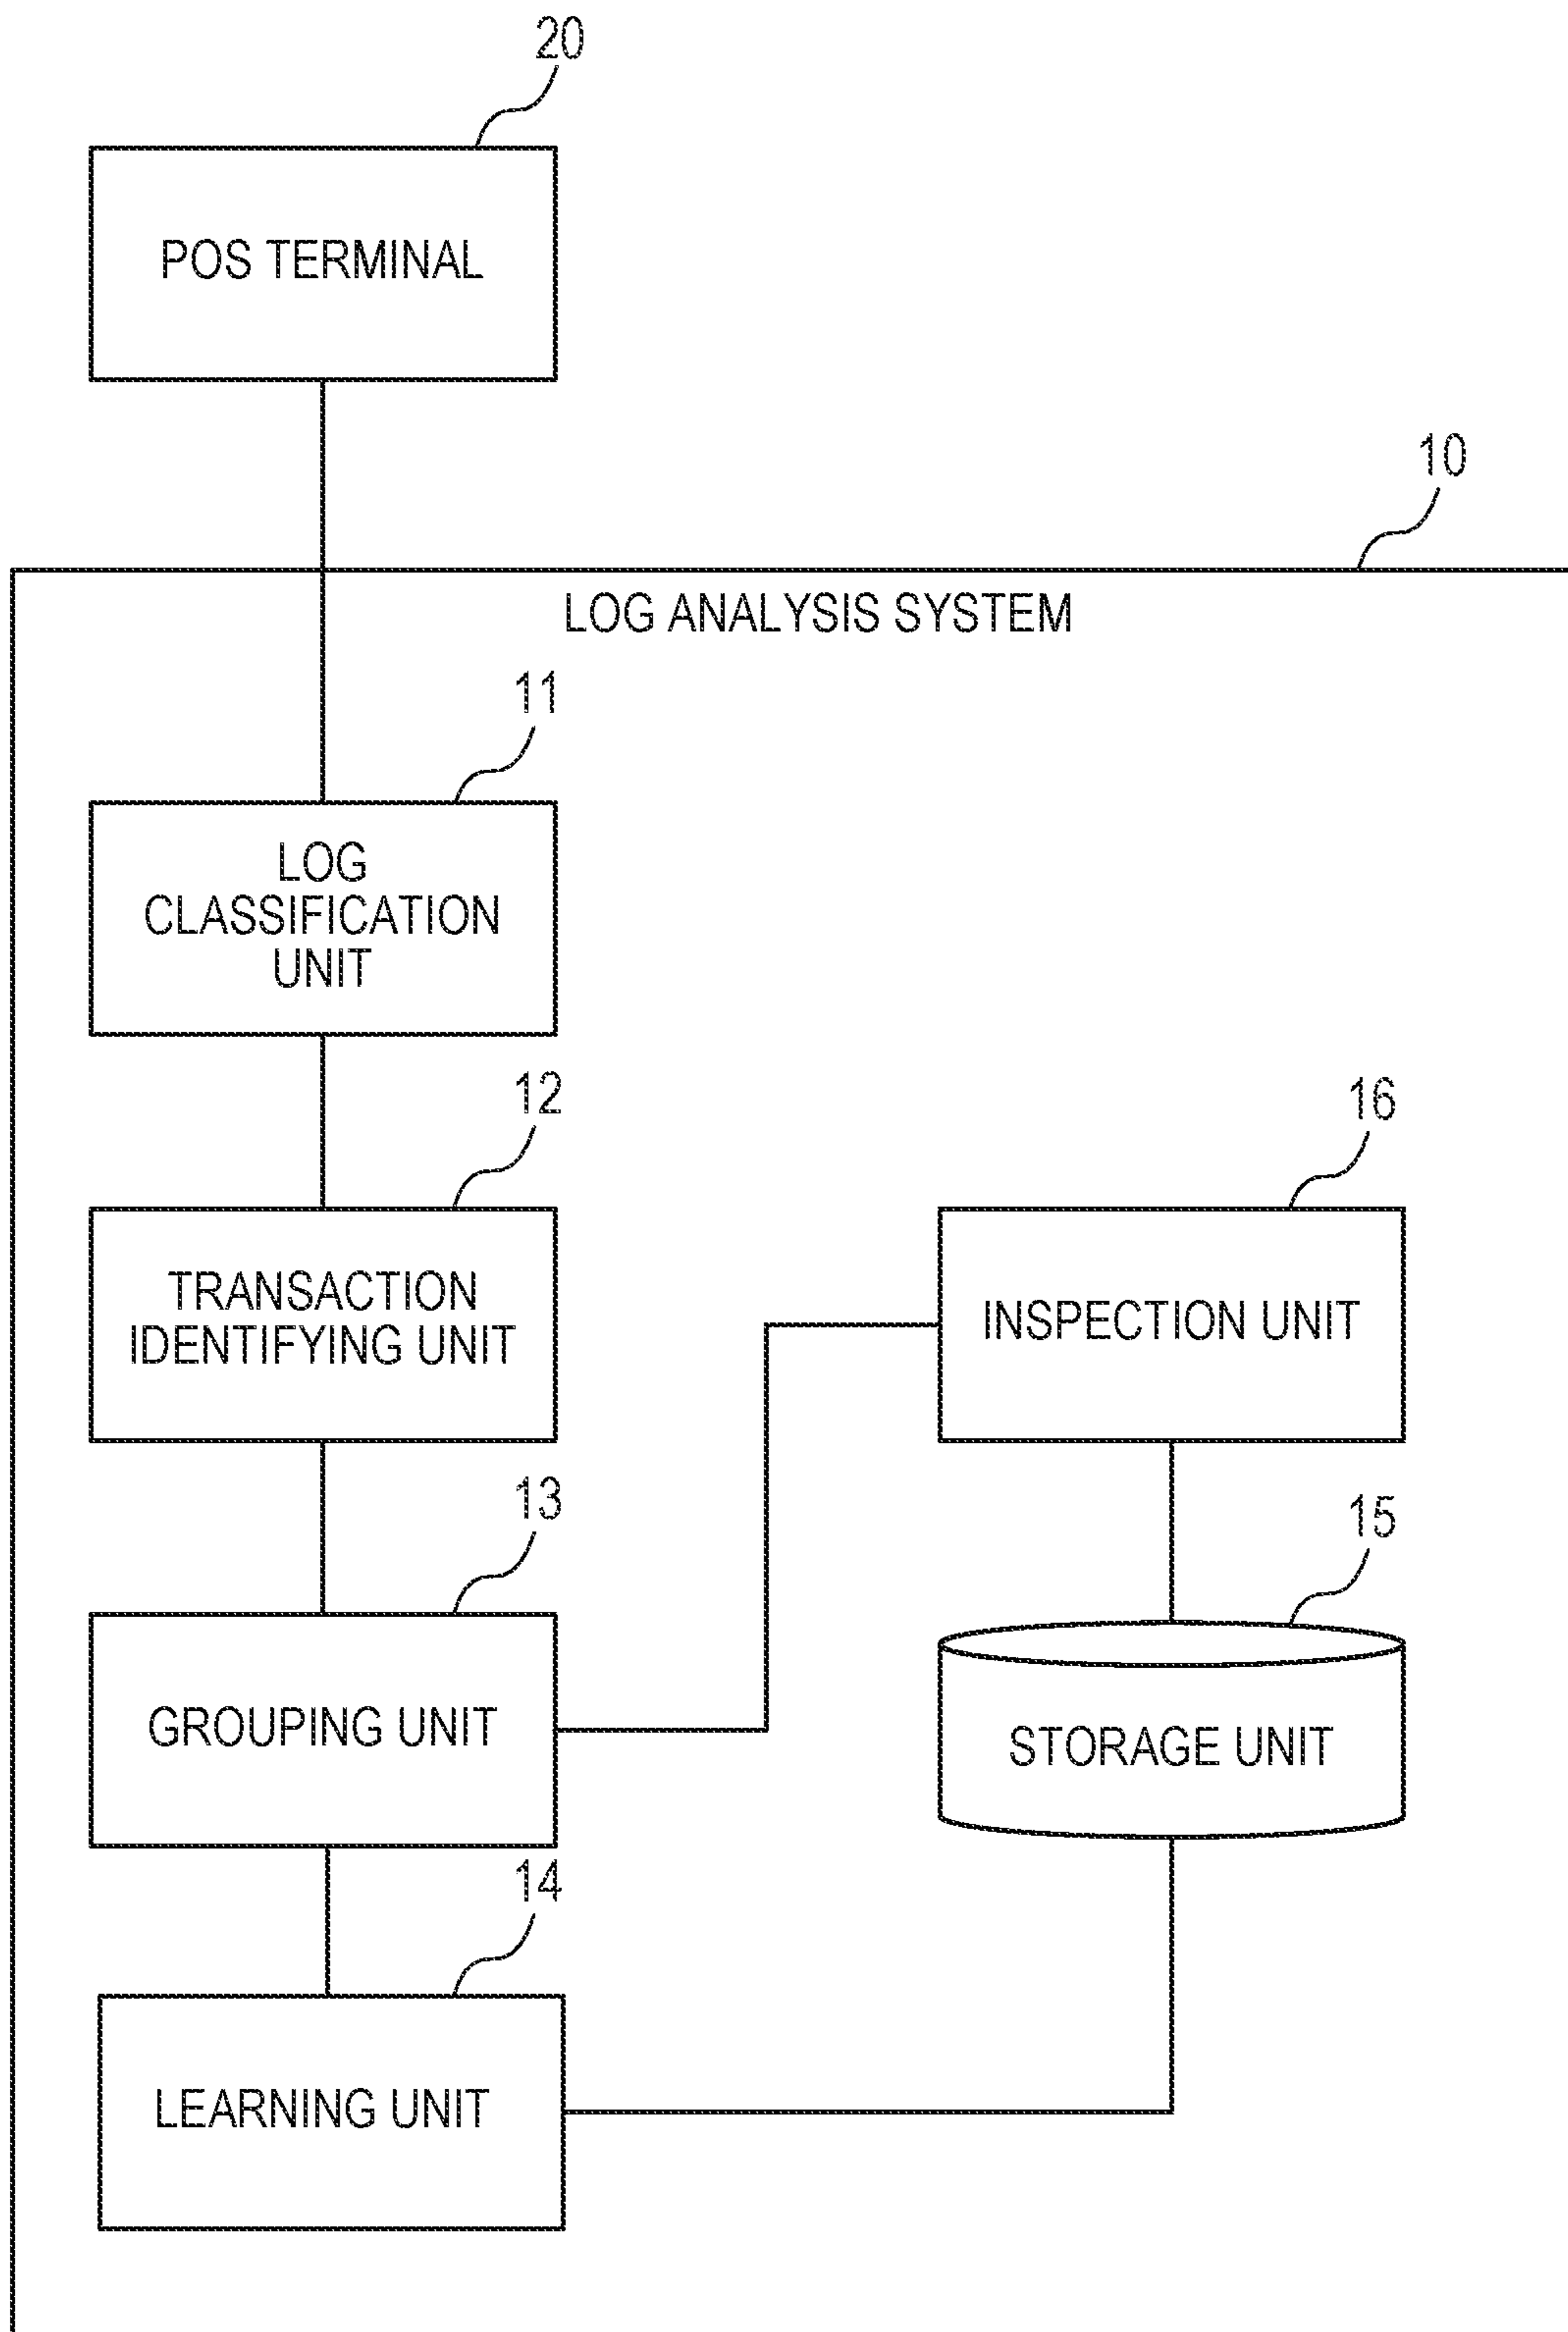 20
POS TERMINAL
10
LOG ANALYSIS SYSTEM
11
LOG
CLASSIFICATION
UNIT
12
TRANSACTION
IDENTIFYING UNIT
16
INSPECTION UNIT
13
GROUPING UNIT
15
STORAGE UNIT
14
LEARNING UNIT